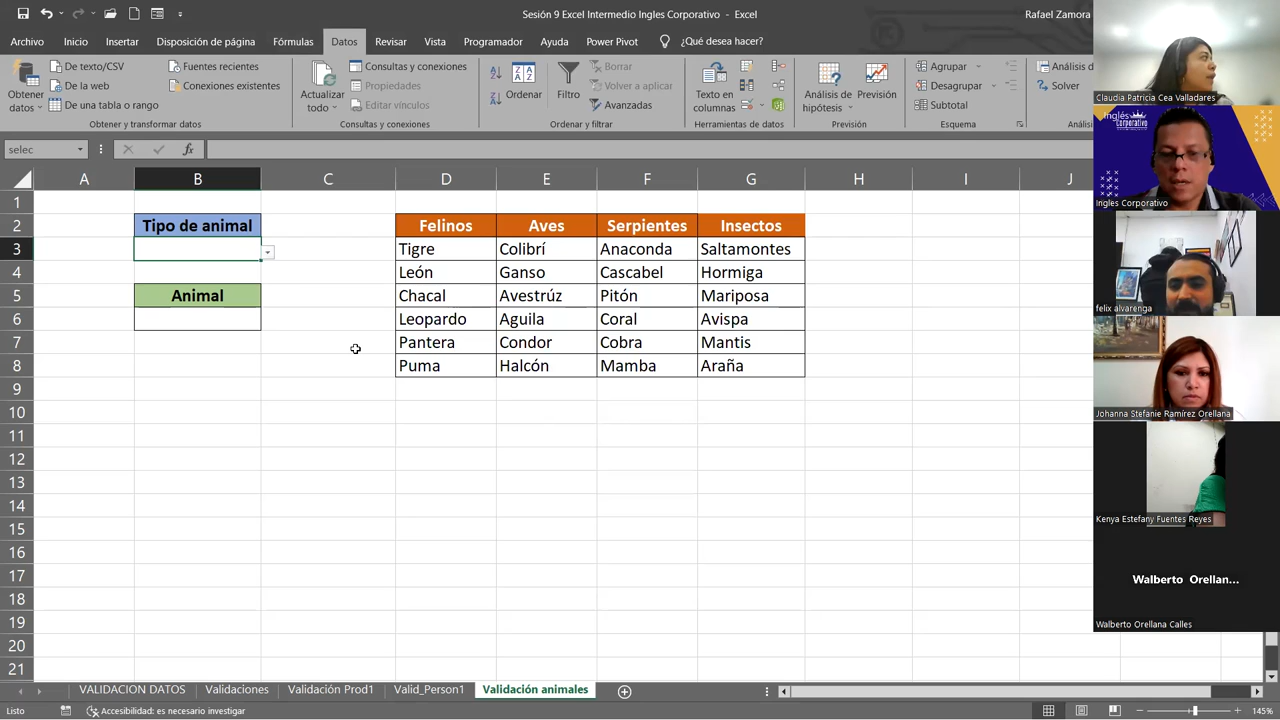 Sesión 9 Excel Intermedio Ingles Corporativo - Excel
Rafael Zamora
Archivo Inicio Insertar Disposición de página Fórmulas Datos Revisar Vista Programador Ayuda Power Pivot ¿Qué desea hacer?
Obtener datos
De texto/CSV
De la web
De una tabla o rango
Fuentes recientes
Conexiones existentes
Obtener y transformar datos
Actualizar todo
Consultas y conexiones
Propiedades
Editar vínculos
Consultas y conexiones
Ordenar
Filtro
Borrar
Volver a aplicar
Avanzadas
Ordenar y filtrar
Texto en columnas
Herramientas de datos
Análisis de hipótesis
Previsión
Previsión
Agrupar
Desagrupar
Subtotal
Esquema
Análisis d
Solver
Anális
selec
fx
A B C D E F G H I J
1
2 Tipo de animal Felinos Aves Serpientes Insectos
3 Tigre Colibrí Anaconda Saltamontes
4 León Ganso Cascabel Hormiga
5 Animal Chacal Avestrúz Pitón Mariposa
6 Leopardo Aguila Coral Avispa
7 Pantera Condor Cobra Mantis
8 Puma Halcón Mamba Araña
9
10
11
12
13
14
15
16
17
18
19
20
21
VALIDACION DATOS Validaciones Validación Prod1 Valid_Person1 Validación animales
Listo
Accesibilidad: es necesario investigar
145%
Claudia Patricia Cea Valladares
Inglés
Corporativo
Ingles Corporativo
felix alvarenga
Johanna Stefanie Ramírez Orellana
Kenya Estefany Fuentes Reyes
Walberto Orellan...
Walberto Orellana Calles